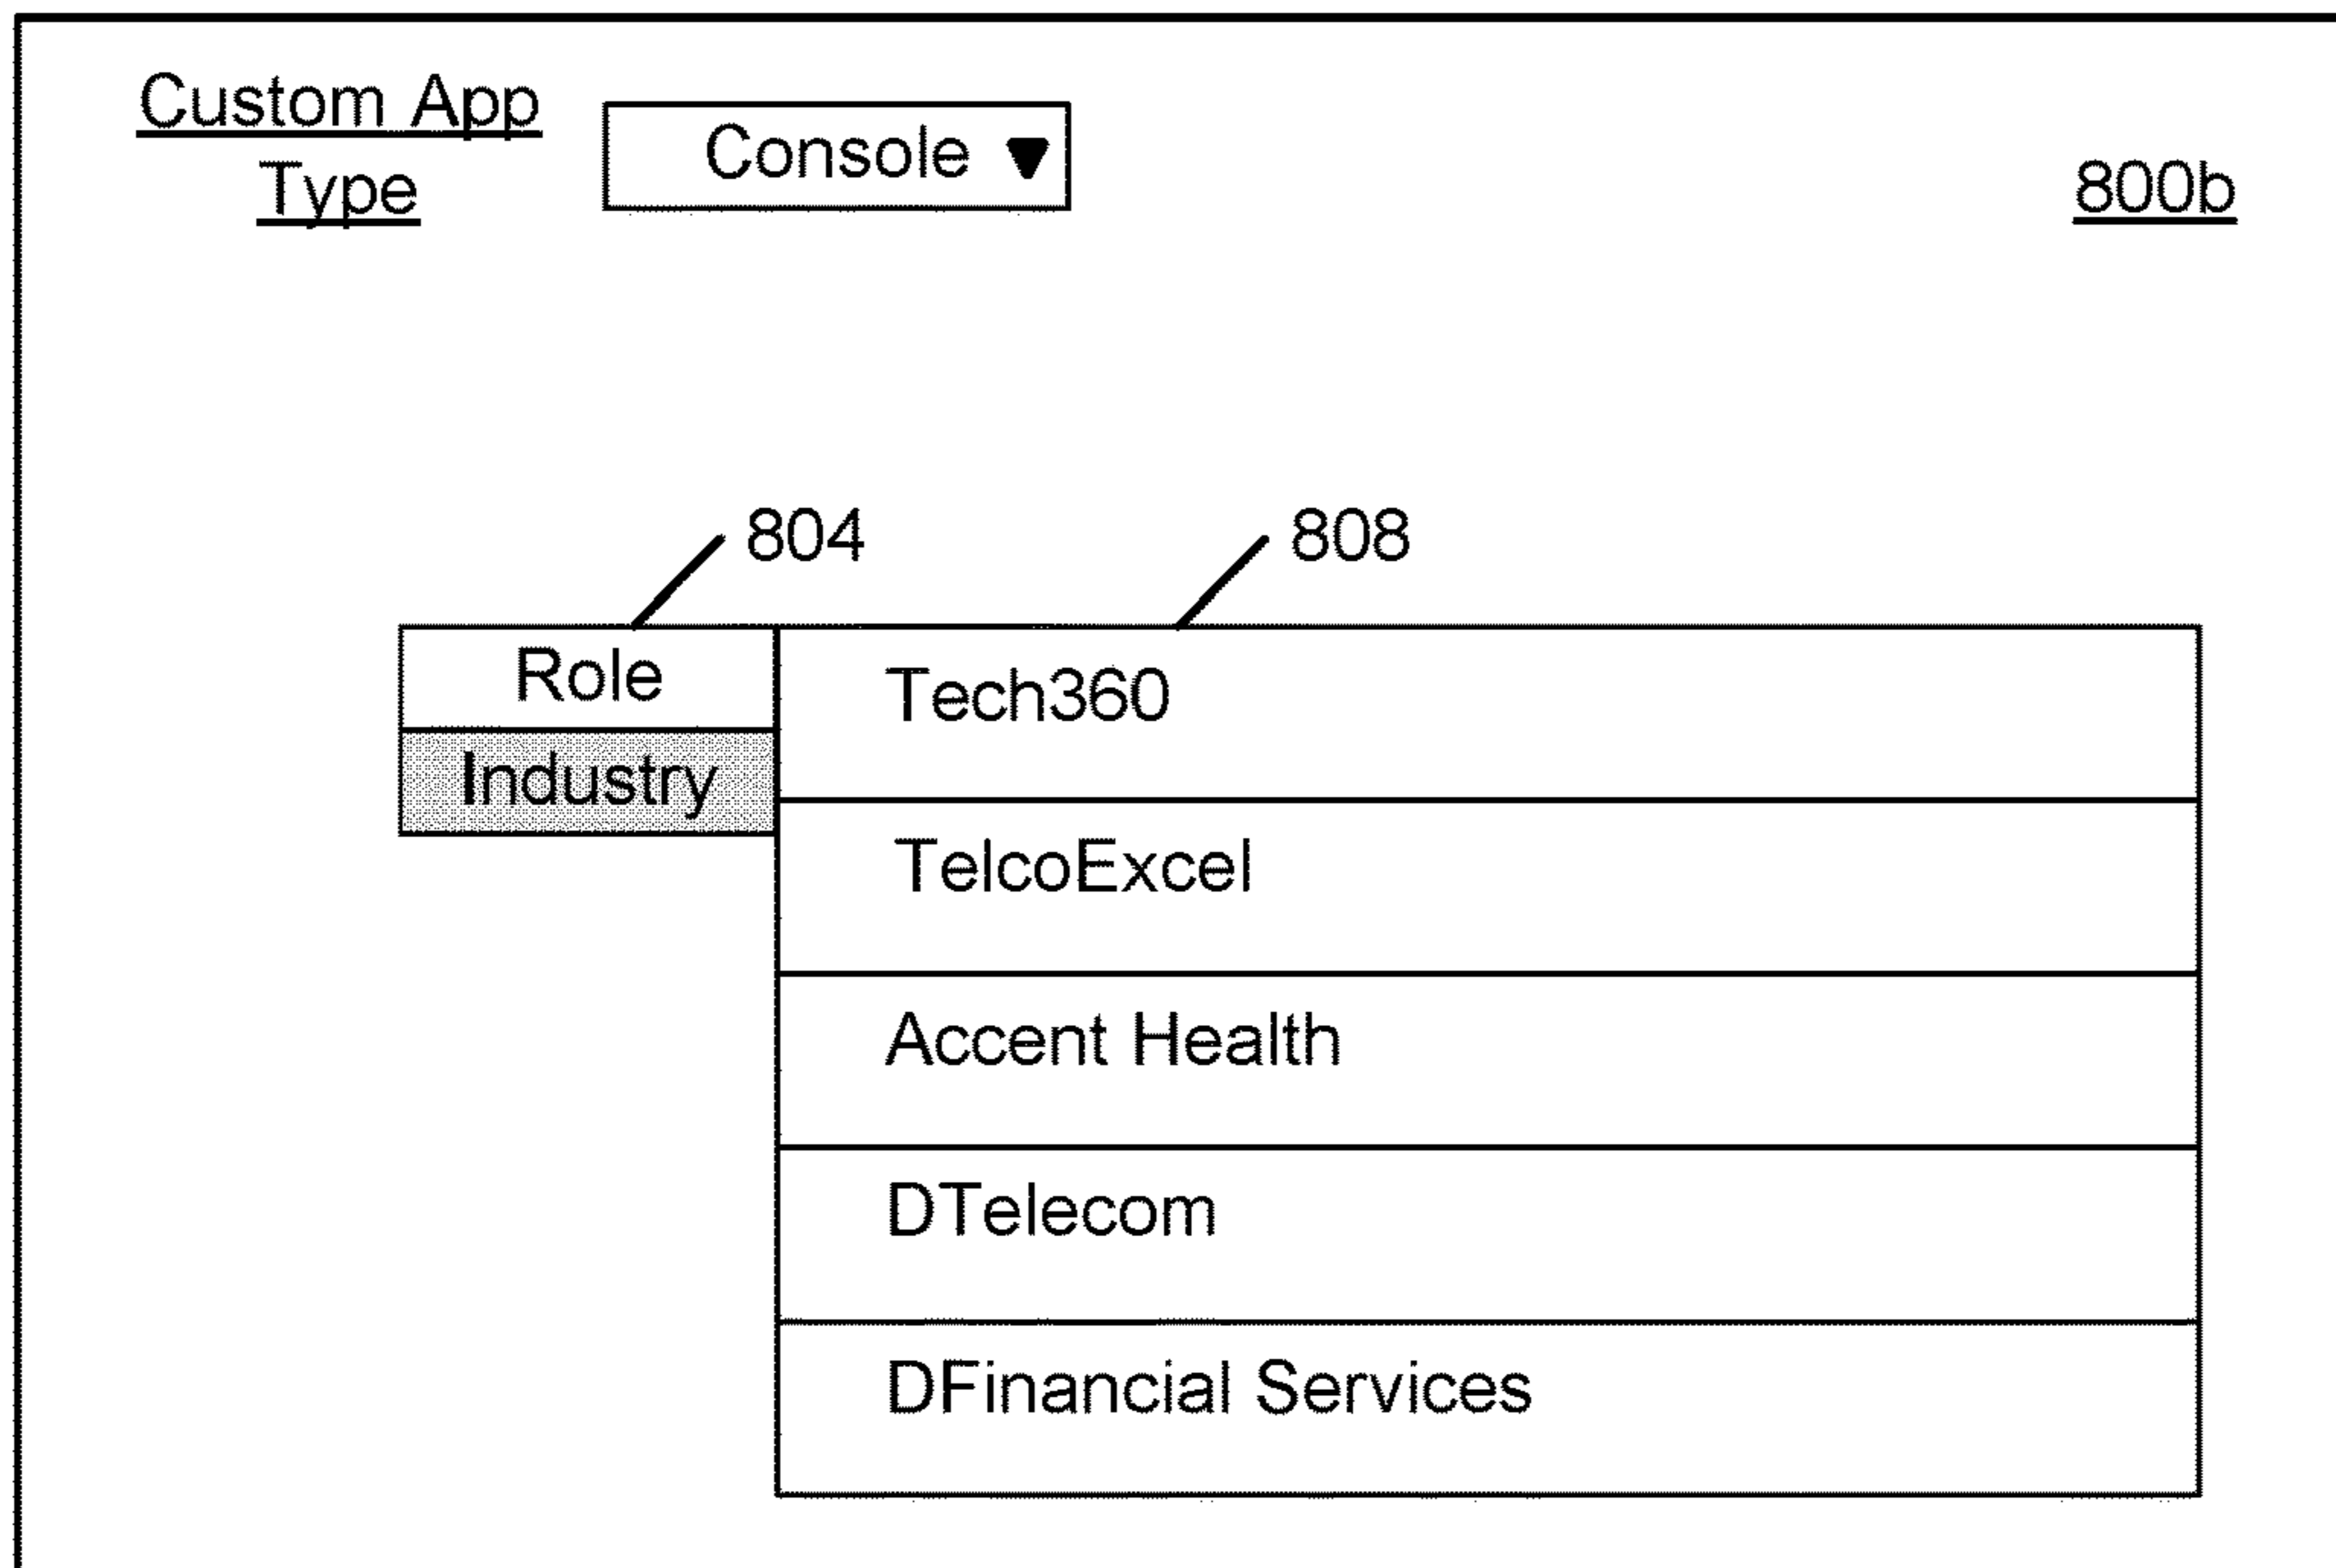 Custom App
Type
Console ▼
800b
804
808
Role
Industry
Tech360
TelcoExcel
Accent Health
DTelecom
DFinancial Services